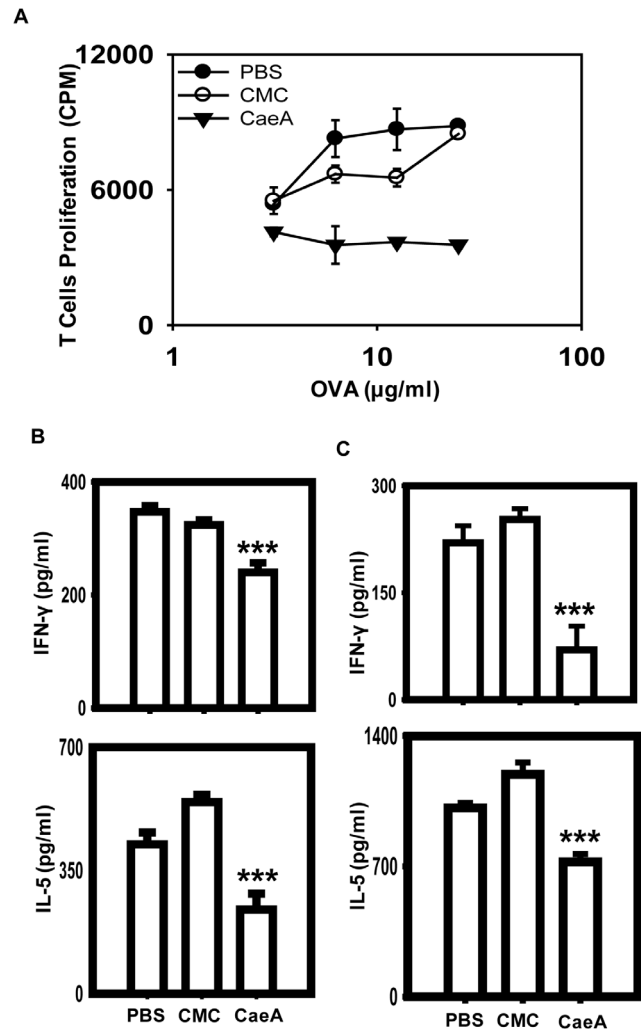 A
T Cells Proliferation (CPM)
12000
6000
0
PBS
CMC
CaeA
1 10 100
OVA (µg/ml)
B
IFN-γ (pg/ml)
400
200
0
***
C
IFN-γ (pg/ml)
300
150
0
***
IL-5 (pg/ml)
700
350
0
***
PBS CMC CaeA
IL-5 (pg/ml)
1400
700
0
***
PBS CMC CaeA